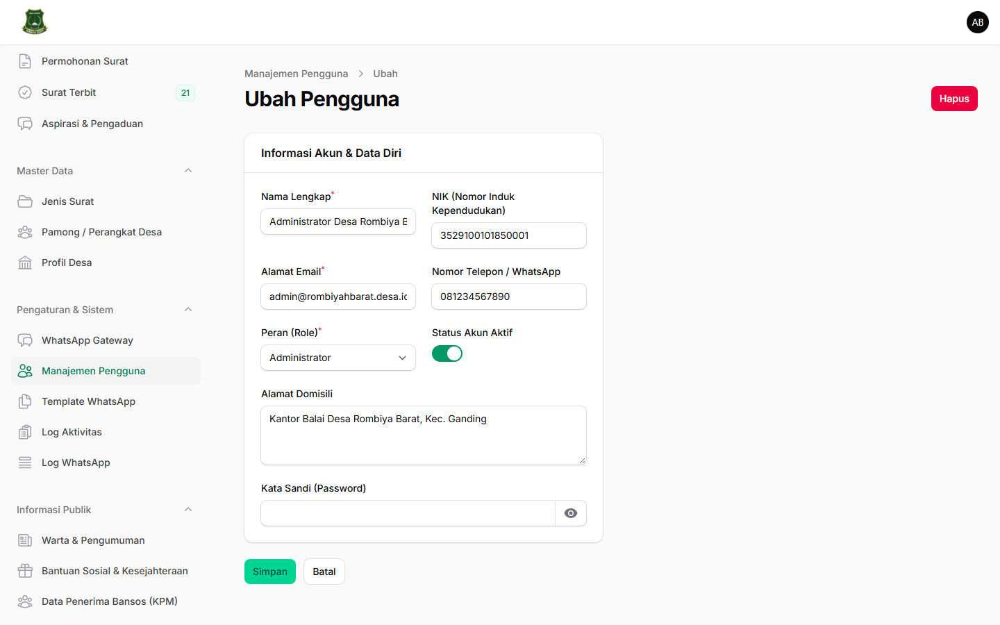 AB
Permohonan Surat
Surat Terbit 21
Aspirasi & Pengaduan
Master Data
Jenis Surat
Pamong / Perangkat Desa
Profil Desa
Pengaturan & Sistem
WhatsApp Gateway
Manajemen Pengguna
Template WhatsApp
Log Aktivitas
Log WhatsApp
Informasi Publik
Warta & Pengumuman
Bantuan Sosial & Kesejahteraan
Data Penerima Bansos (KPM)
Manajemen Pengguna > Ubah
Ubah Pengguna
Hapus
Informasi Akun & Data Diri
Nama Lengkap*
Administrator Desa Rombiya B
NIK (Nomor Induk
Kependudukan)
3529100101850001
Alamat Email*
admin@rombiyahbarat.desa.ic
Nomor Telepon / WhatsApp
081234567890
Peran (Role)*
Administrator
Status Akun Aktif
Alamat Domisili
Kantor Balai Desa Rombiya Barat, Kec. Ganding
Kata Sandi (Password)
Simpan
Batal